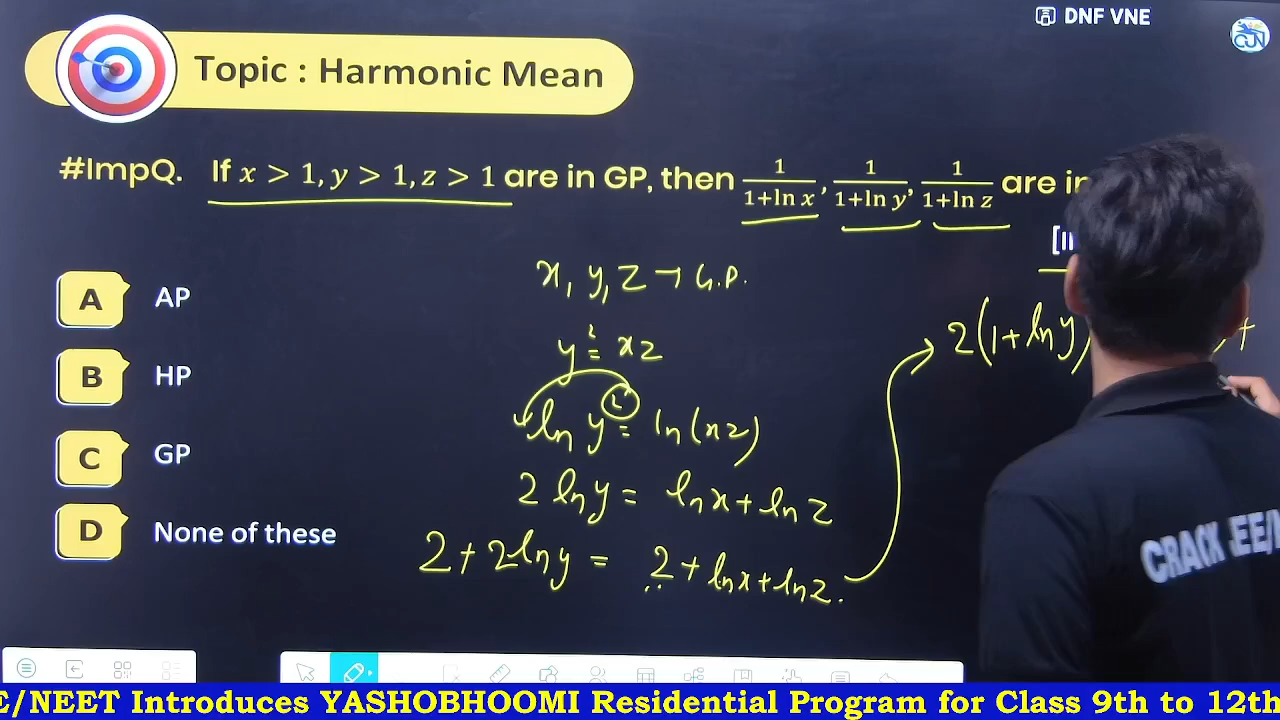 DNF VNE
GJN
Topic : Harmonic Mean
#ImpQ. If x > 1, y > 1, z > 1 are in GP, then 1/(1+ln x), 1/(1+ln y), 1/(1+ln z) are in
A AP
B HP
C GP
D None of these
x, y, z → G.P.
y² = xz
ln y² = ln(xz)
2 ln y = ln x + ln z
2 + 2 ln y = 2 + ln x + ln z.
2(1 + ln y)
+
CRACK JEE/
E/NEET Introduces YASHOBHOOMI Residential Program for Class 9th to 12th